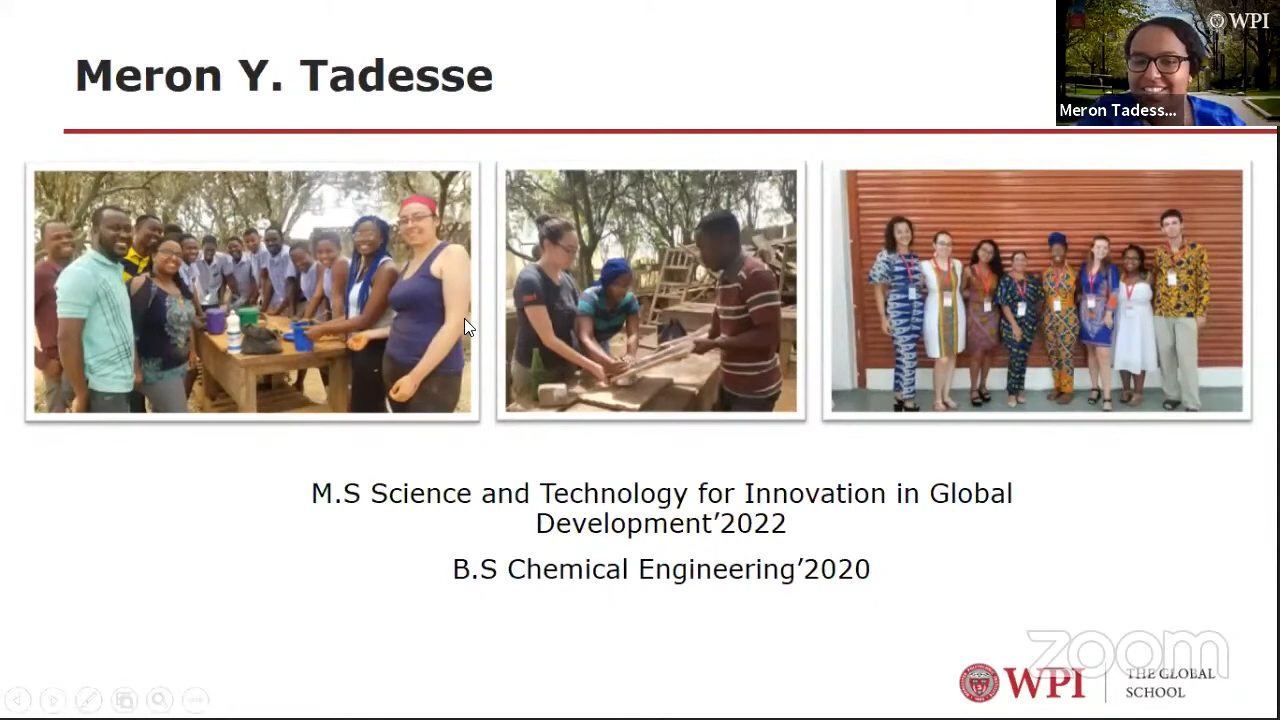 Meron Y. Tadesse
WPI
Meron Tadess...
M.S Science and Technology for Innovation in Global
Development’2022
B.S Chemical Engineering’2020
zoom
WPI
THE GLOBAL
SCHOOL